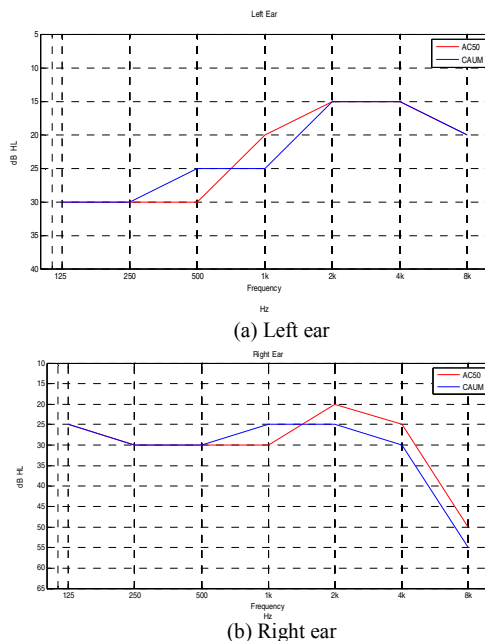 Left Ear
5
10
15
20
25
30
35
40
dB HL
AC50
CAUM
125 250 500 1k 2k 4k 8k
Frequency
Hz
(a) Left ear
Right Ear
10
15
20
25
30
35
40
45
50
55
60
65
dB HL
AC50
CAUM
125 250 500 1k 2k 4k 8k
Frequency
Hz
(b) Right ear